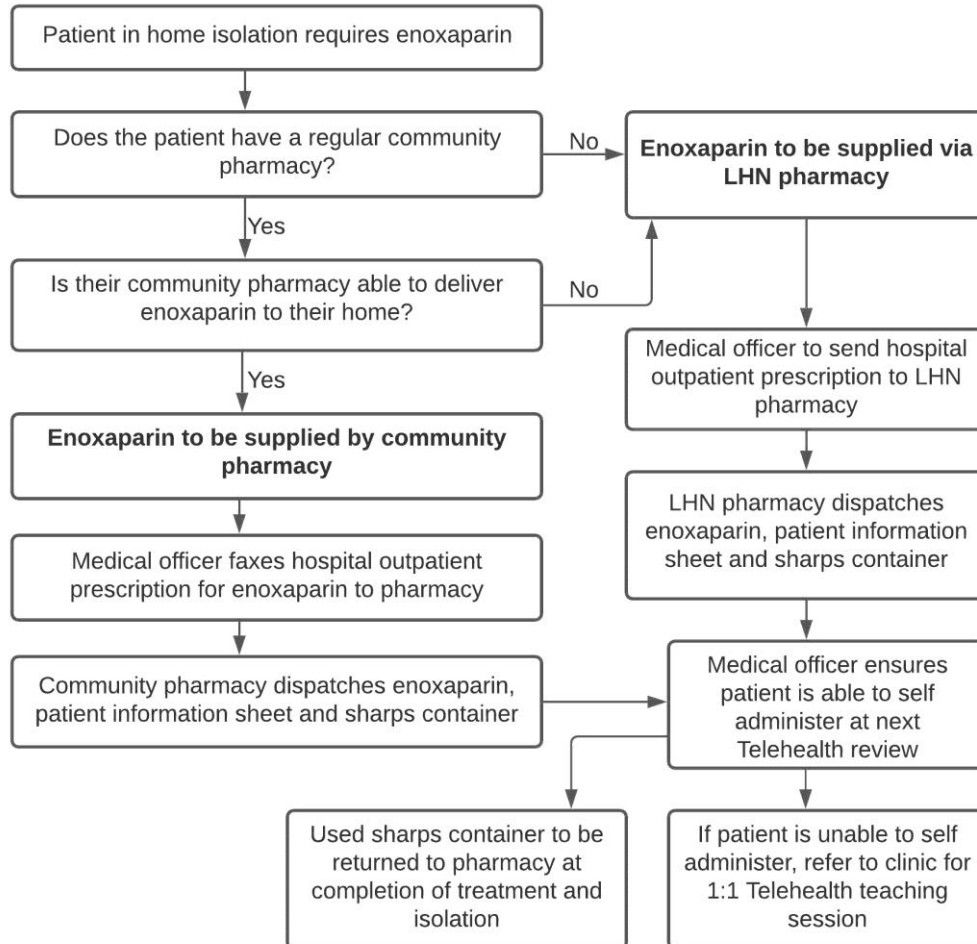 Patient in home isolation requires enoxaparin
Does the patient have a regular community
pharmacy?
No
Enoxaparin to be supplied via
LHN pharmacy
Yes
Is their community pharmacy able to deliver
enoxaparin to their home?
No
Yes
Medical officer to send hospital
outpatient prescription to LHN
pharmacy
Enoxaparin to be supplied by community
pharmacy
LHN pharmacy dispatches
enoxaparin, patient information
sheet and sharps container
Medical officer faxes hospital outpatient
prescription for enoxaparin to pharmacy
Community pharmacy dispatches enoxaparin,
patient information sheet and sharps container
Medical officer ensures
patient is able to self
administer at next
Telehealth review
Used sharps container to be
returned to pharmacy at
completion of treatment and
isolation
If patient is unable to self
administer, refer to clinic for
1:1 Telehealth teaching
session